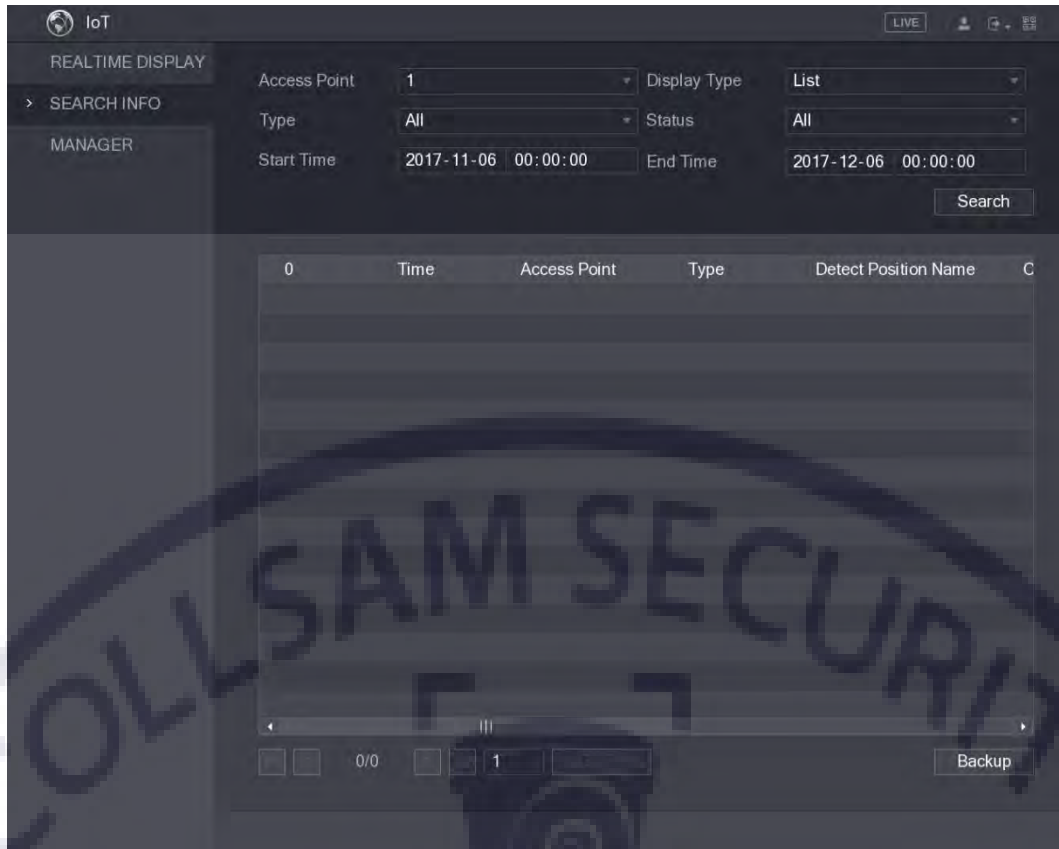 IoT
LIVE
REALTIME DISPLAY
SEARCH INFO
MANAGER
Access Point 1 Display Type List
Type All Status All
Start Time 2017-11-06 00:00:00 End Time 2017-12-06 00:00:00
Search
0 Time Access Point Type Detect Position Name C
0/0 1 Backup
OLLSAM SECURIT